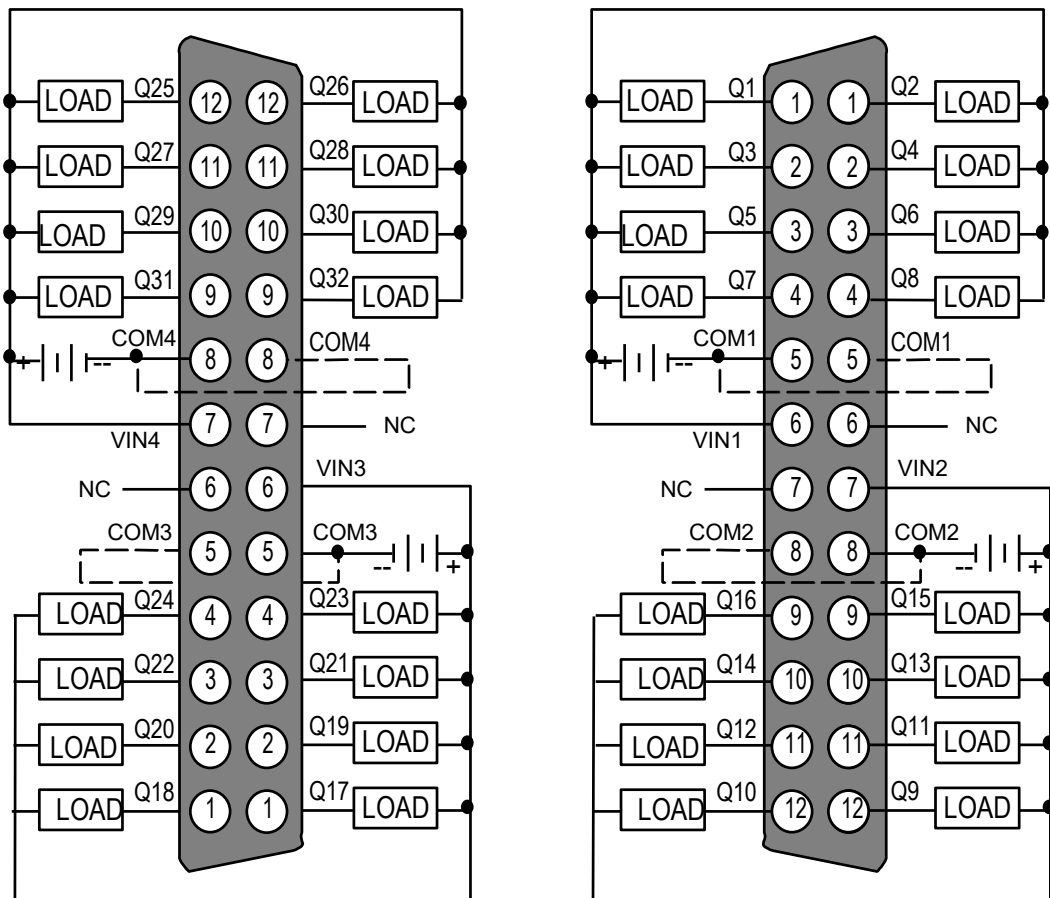 LOAD Q25 12 12 Q26 LOAD
LOAD Q27 11 11 Q28 LOAD
LOAD Q29 10 10 Q30 LOAD
LOAD Q31 9 9 Q32 LOAD
+ -- COM4 8 8 COM4
VIN4 7 7 NC
NC 6 6 VIN3
COM3 5 5 COM3 -- +
LOAD Q24 4 4 Q23 LOAD
LOAD Q22 3 3 Q21 LOAD
LOAD Q20 2 2 Q19 LOAD
LOAD Q18 1 1 Q17 LOAD
LOAD Q1 1 1 Q2 LOAD
LOAD Q3 2 2 Q4 LOAD
LOAD Q5 3 3 Q6 LOAD
LOAD Q7 4 4 Q8 LOAD
+ -- COM1 5 5 COM1
VIN1 6 6 NC
NC 7 7 VIN2
COM2 8 8 COM2 -- +
LOAD Q16 9 9 Q15 LOAD
LOAD Q14 10 10 Q13 LOAD
LOAD Q12 11 11 Q11 LOAD
LOAD Q10 12 12 Q9 LOAD